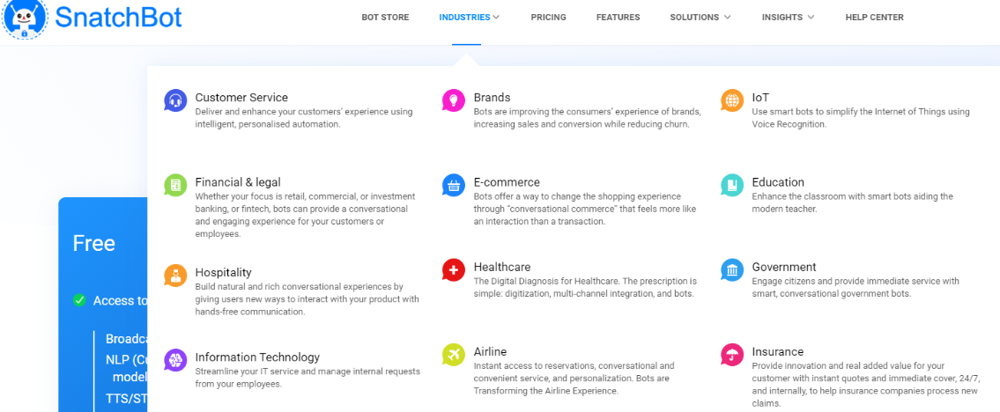 SnatchBot
BOT STORE
INDUSTRIES
PRICING
FEATURES
SOLUTIONS
INSIGHTS
HELP CENTER
Customer Service
Deliver and enhance your customers' experience using
intelligent, personalised automation.
Brands
Bots are improving the consumers' experience of brands,
increasing sales and conversion while reducing churn.
IoT
Use smart bots to simplify the Internet of Things using
Voice Recognition.
Financial & legal
Whether your focus is retail, commercial, or investment
banking, or fintech, bots can provide a conversational
and engaging experience for your customers or
employees.
E-commerce
Bots offer a way to change the shopping experience
through “conversational commerce” that feels more like
an interaction than a transaction.
Education
Enhance the classroom with smart bots aiding the
modern teacher.
Hospitality
Build natural and rich conversational experiences by
giving users new ways to interact with your product with
hands-free communication.
Healthcare
The Digital Diagnosis for Healthcare. The prescription is
simple: digitization, multi-channel integration, and bots.
Government
Engage citizens and provide immediate service with
smart, conversational government bots.
Information Technology
Streamline your IT service and manage internal requests
from your employees.
Airline
Instant access to reservations, conversational and
convenient service, and personalization. Bots are
Transforming the Airline Experience.
Insurance
Provide innovation and real added value for your
customer with instant quotes and immediate cover, 24/7,
and internally, to help insurance companies process new
claims.
Free
Access to
Broadca
NLP (Cu
model
TTS/ST